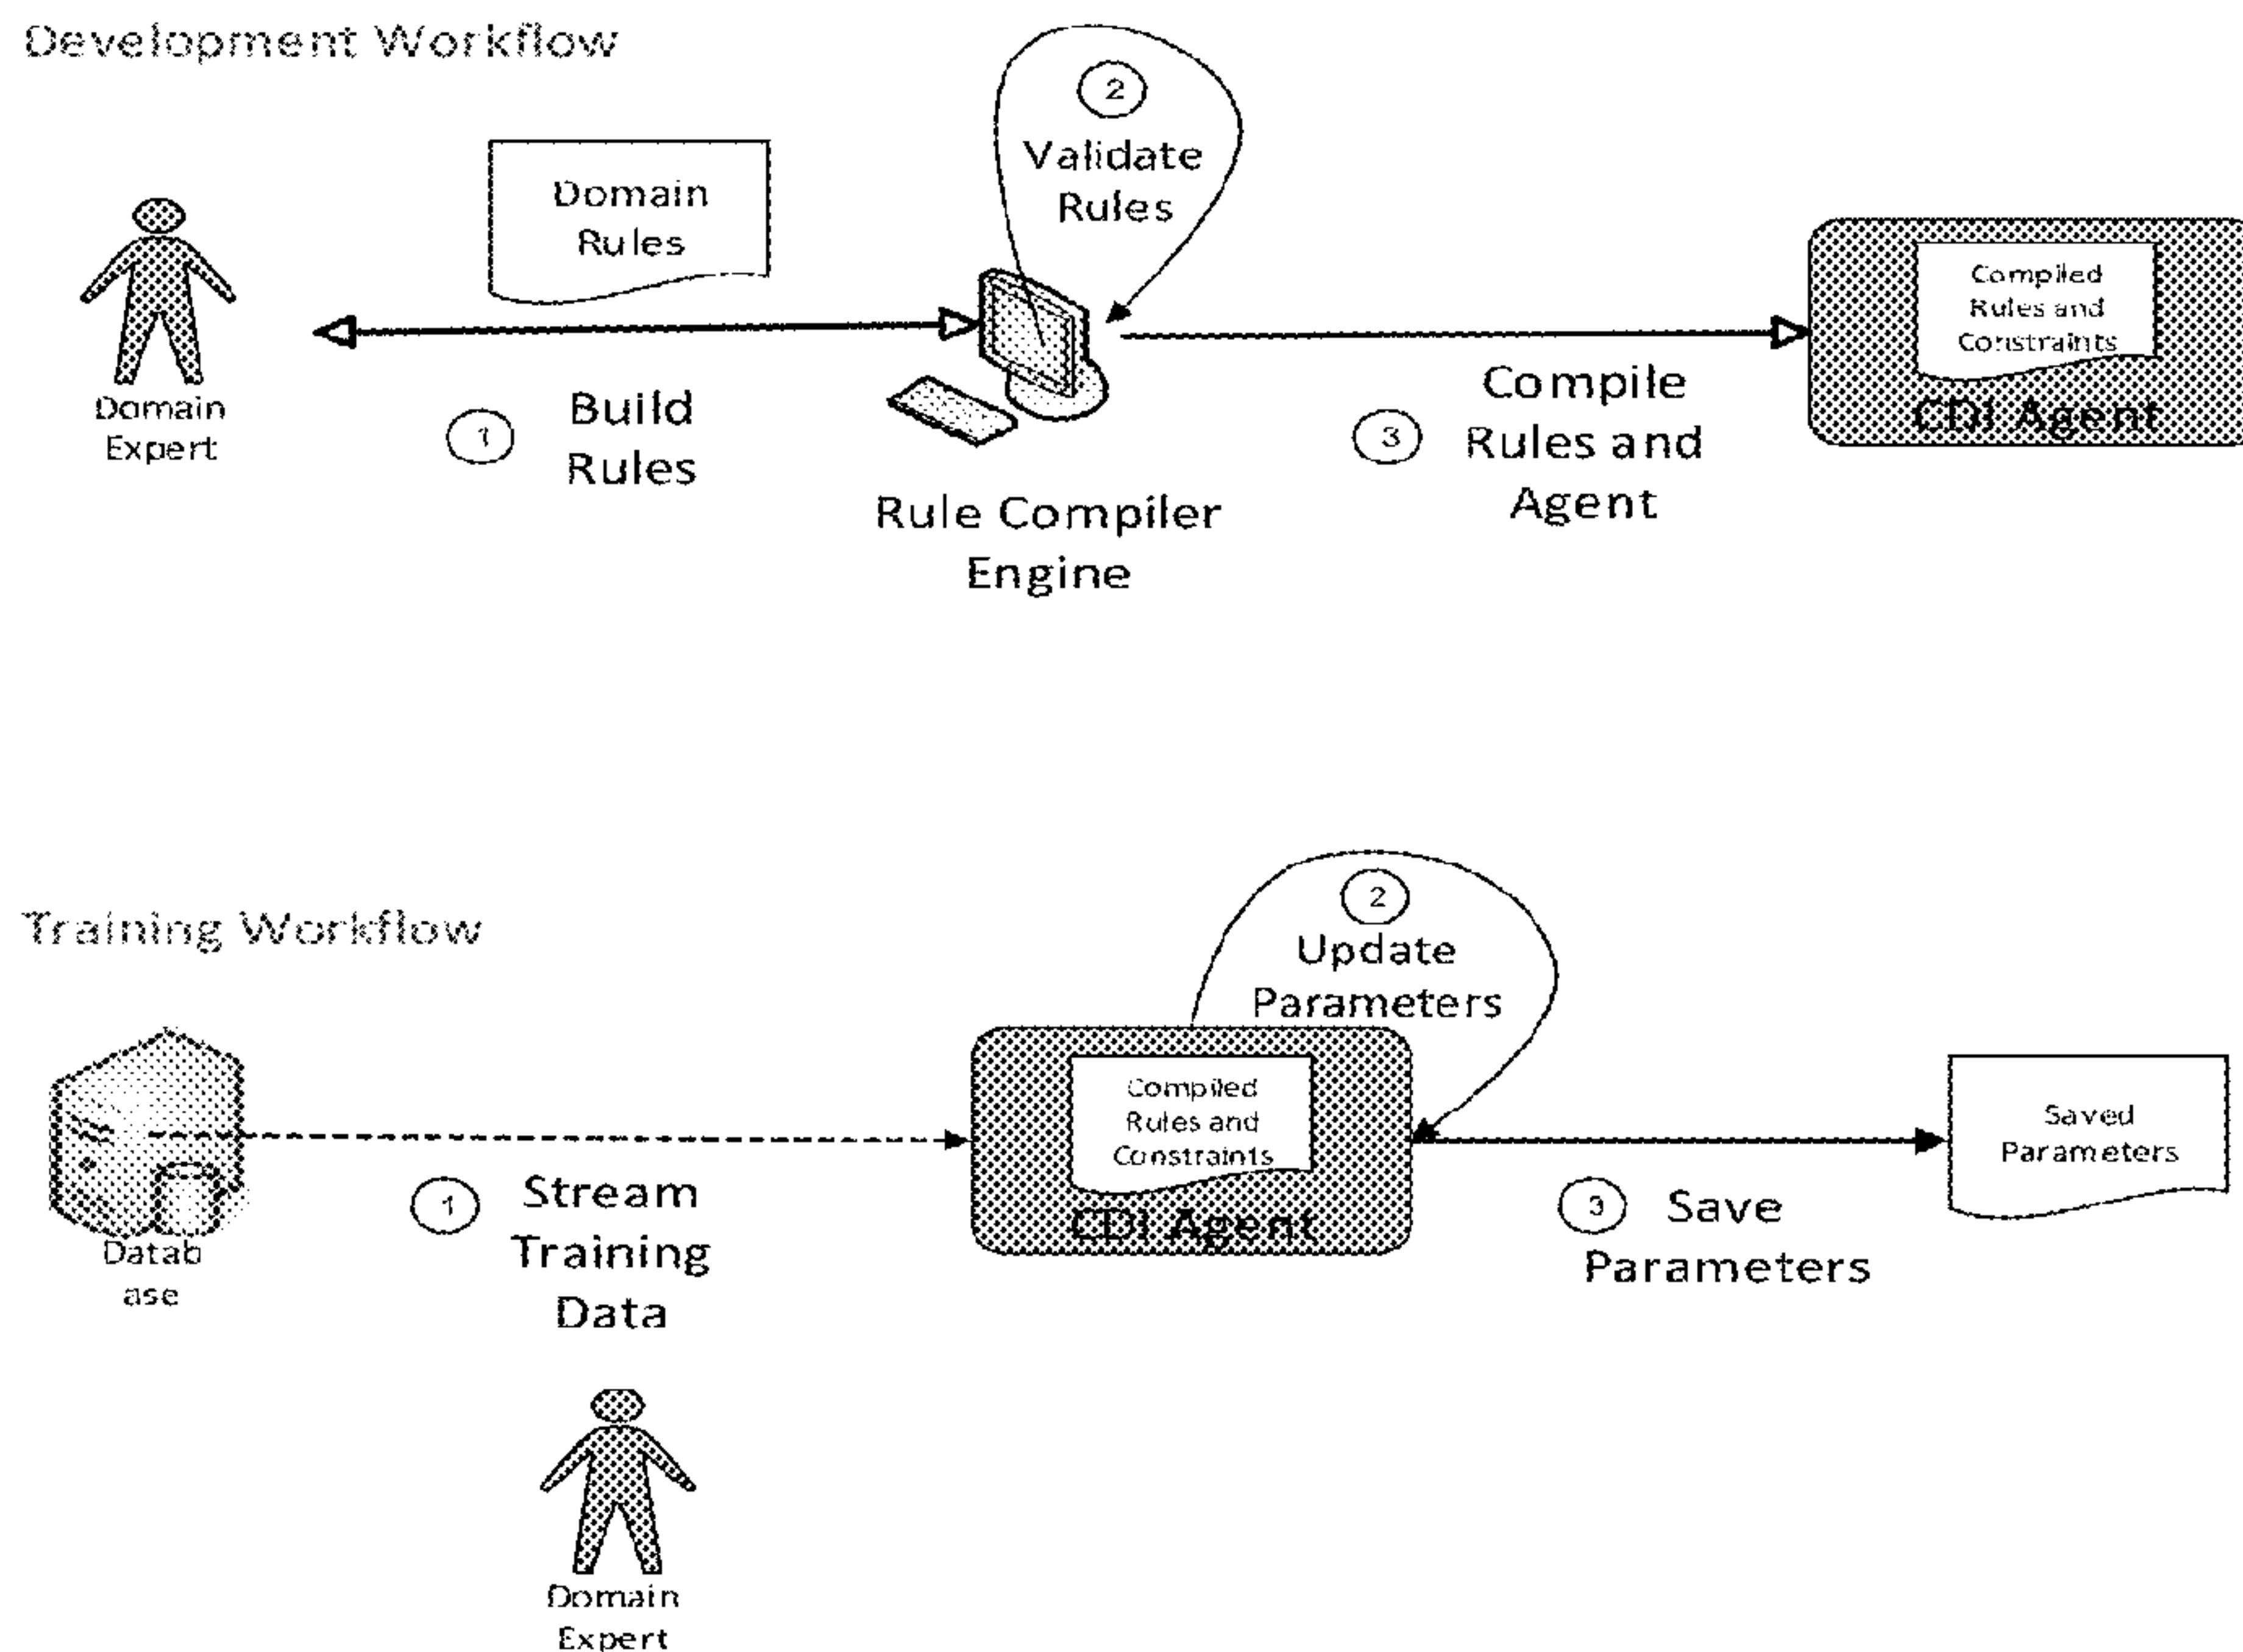 Development Workflow
Domain
Rules
2
Validate
Rules
Domain
Expert
1
Build
Rules
Rule Compiler
Engine
3
Compile
Rules and
Agent
Compiled
Rules and
Constraints
CDI Agent
Training Workflow
Datab
ase
1
Stream
Training
Data
2
Update
Parameters
Compiled
Rules and
Constraints
CDI Agent
3
Save
Parameters
Saved
Parameters
Domain
Expert